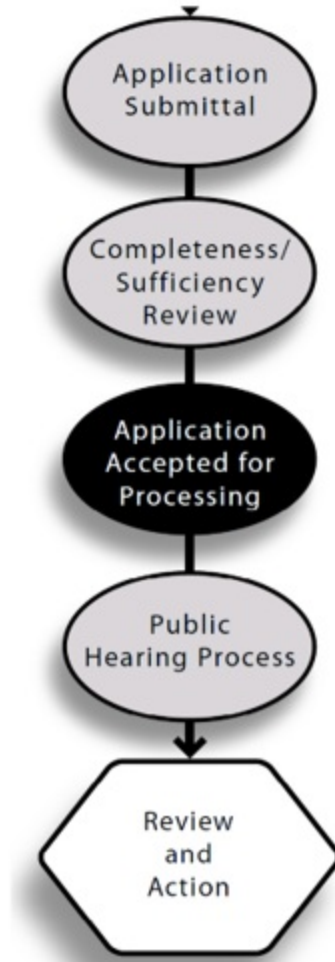 Application
Submittal
Completeness/
Sufficiency
Review
Application
Accepted for
Processing
Public
Hearing Process
Review
and
Action